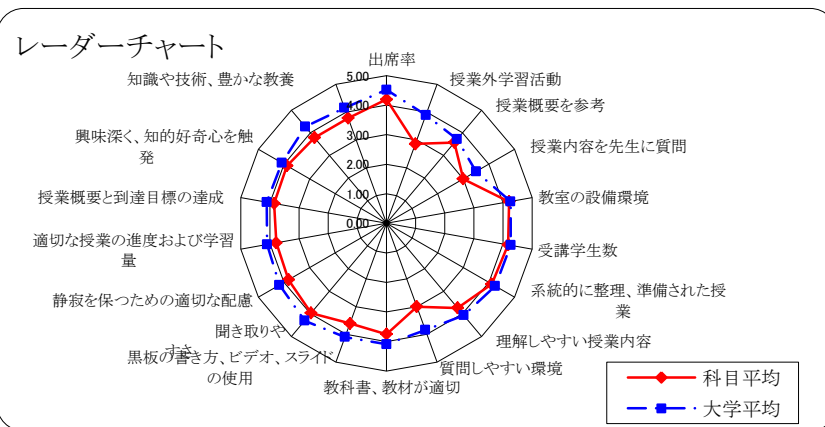 レーダーチャート
出席率
授業外学習活動
授業概要を参考
授業内容を先生に質問
教室の設備環境
受講学生数
系統的に整理、準備された授
業
理解しやすい授業内容
質問しやすい環境
教科書、教材が適切
黒板の書き方、ビデオ、スライド
の使用
聞き取りや
すさ
静寂を保つための適切な配慮
適切な授業の進度および学習
量
授業概要と到達目標の達成
興味深く、知的好奇心を触
発
知識や技術、豊かな教養
5.00
4.00
3.00
2.00
1.00
0.00
科目平均
大学平均